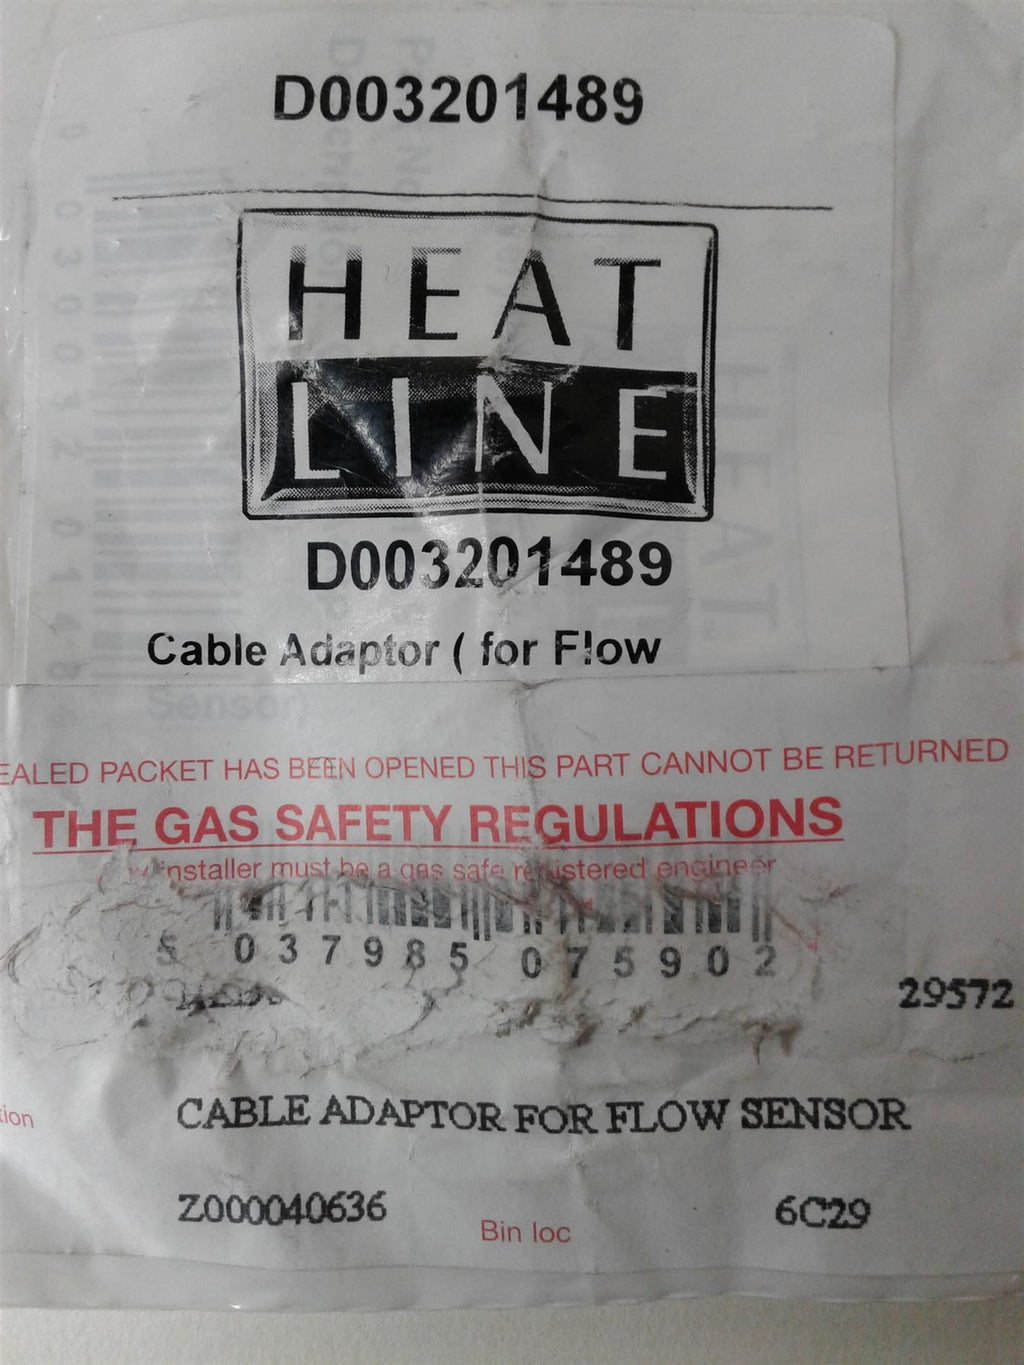 D003201489
HEAT
LINE
D003201489
Cable Adaptor ( for Flow
Sensor)
EALED PACKET HAS BEEN OPENED THIS PART CANNOT BE RETURNED
THE GAS SAFETY REGULATIONS
installer must be a gas safe registered engineer
5 037985 075902
29572
CABLE ADAPTOR FOR FLOW SENSOR
tion
Z000040636
Bin loc
6C29